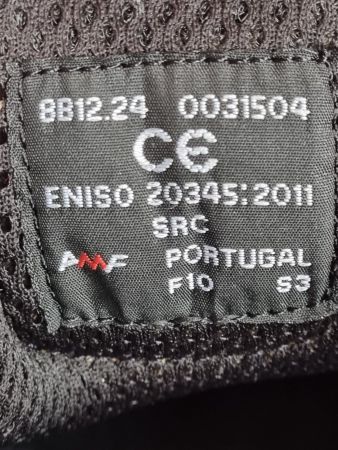 8B12.24 0031504
CE
ENISO 20345:2011
SRC
AMF PORTUGAL
F10 S3